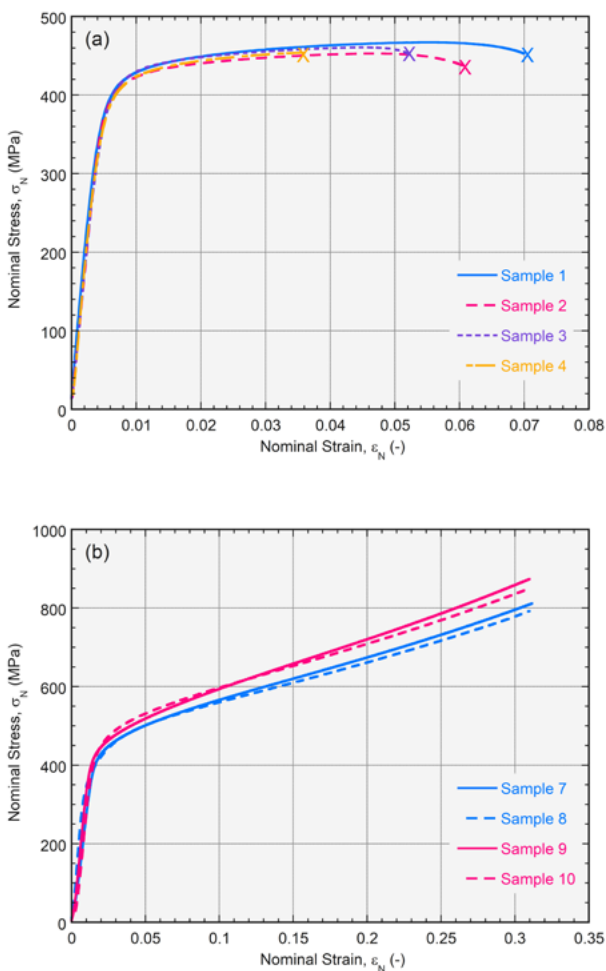 500
(a)
400
300
200
100
0
Nominal Stress, σN (MPa)
Sample 1
Sample 2
Sample 3
Sample 4
0 0.01 0.02 0.03 0.04 0.05 0.06 0.07 0.08
Nominal Strain, εN (-)
1000
(b)
800
600
400
200
0
Nominal Stress, σN (MPa)
Sample 7
Sample 8
Sample 9
Sample 10
0 0.05 0.1 0.15 0.2 0.25 0.3 0.35
Nominal Strain, εN (-)